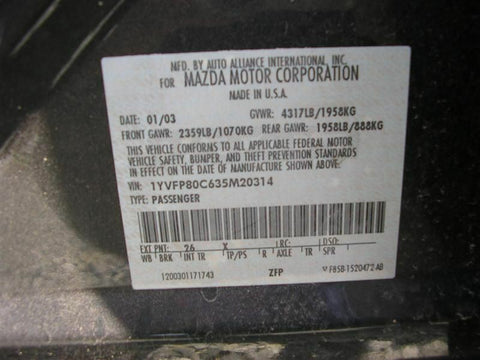 MFD. BY AUTO ALLIANCE INTERNATIONAL, INC.
FOR MAZDA MOTOR CORPORATION
MADE IN U.S.A.
DATE: 01/03 GVWR: 4317LB/1958KG
FRONT GAWR: 2359LB/1070KG REAR GAWR: 1958LB/888KG
THIS VEHICLE CONFORMS TO ALL APPLICABLE FEDERAL MOTOR
VEHICLE SAFETY, BUMPER, AND THEFT PREVENTION STANDARDS
IN EFFECT ON THE DATE OF MANUFACTURE SHOWN ABOVE.
VIN: 1YVFP80C635M20314
TYPE: PASSENGER
EXT PNT: 26 X RC: DSO:
WB BRK INT TR TP/PS R AXLE TR
1200301171743 ZFP F85B-1520472-AB